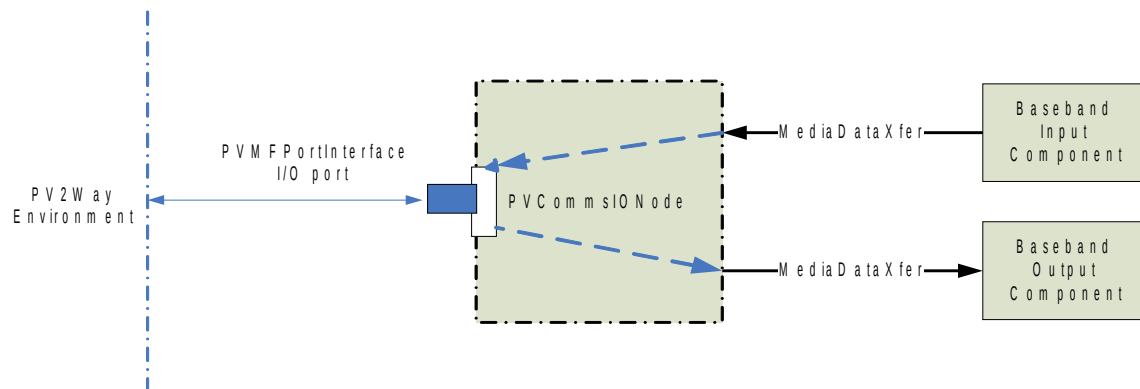 PVMFPortInterface
I/O port
PV2Way
Environment
PVCommsIONode
MediaDataXfer
Baseband
Input
Component
MediaDataXfer
Baseband
Output
Component